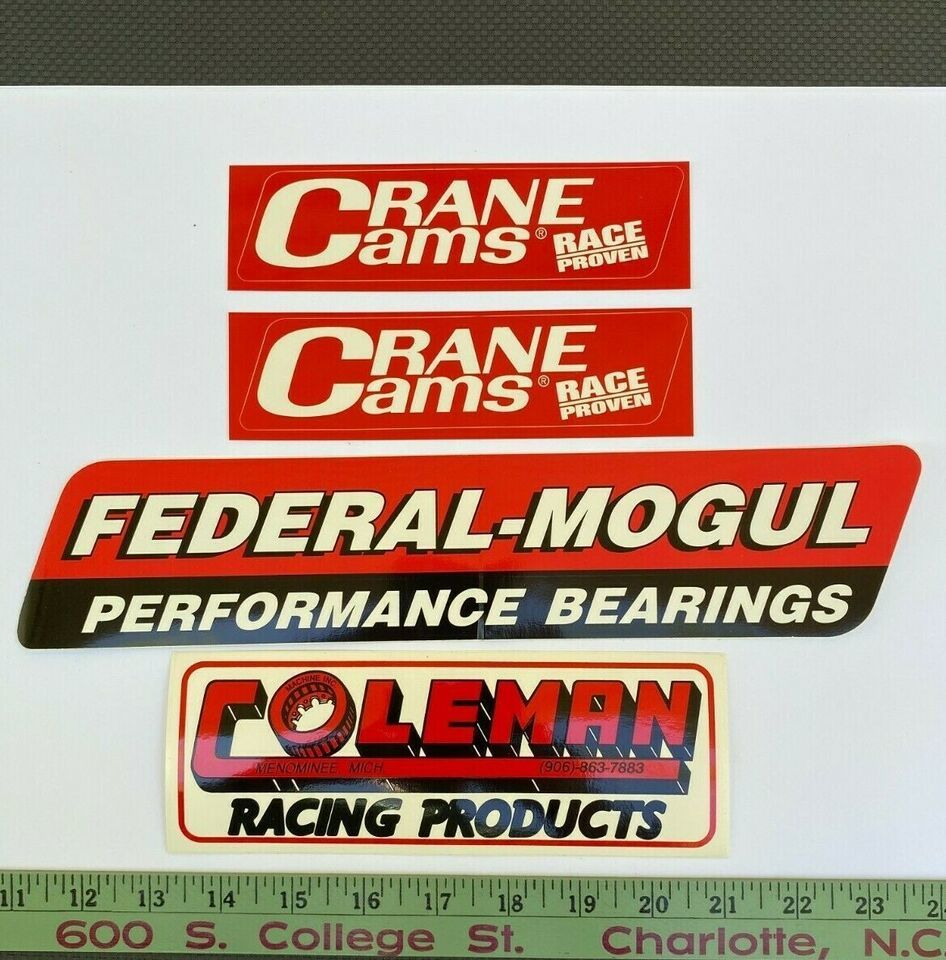 CRANE
Cams® RACE
PROVEN
CRANE
Cams® RACE
PROVEN
FEDERAL-MOGUL
PERFORMANCE BEARINGS
MACHINE INC.
COLEMAN
MENOMINEE, MICH. (906)-863-7883
RACING PRODUCTS
11 12 13 14 15 16 17 18 19 20 21 22 23 2
600 S. College St. Charlotte, N.C